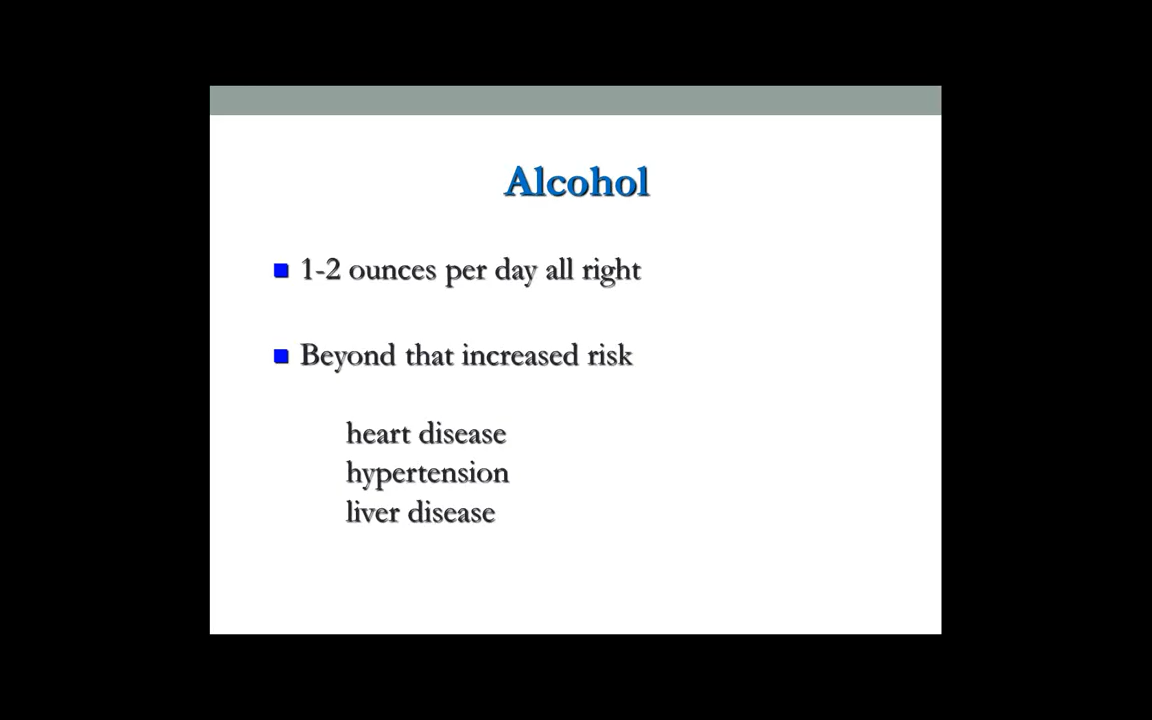 Alcohol
1-2 ounces per day all right
Beyond that increased risk
heart disease
hypertension
liver disease